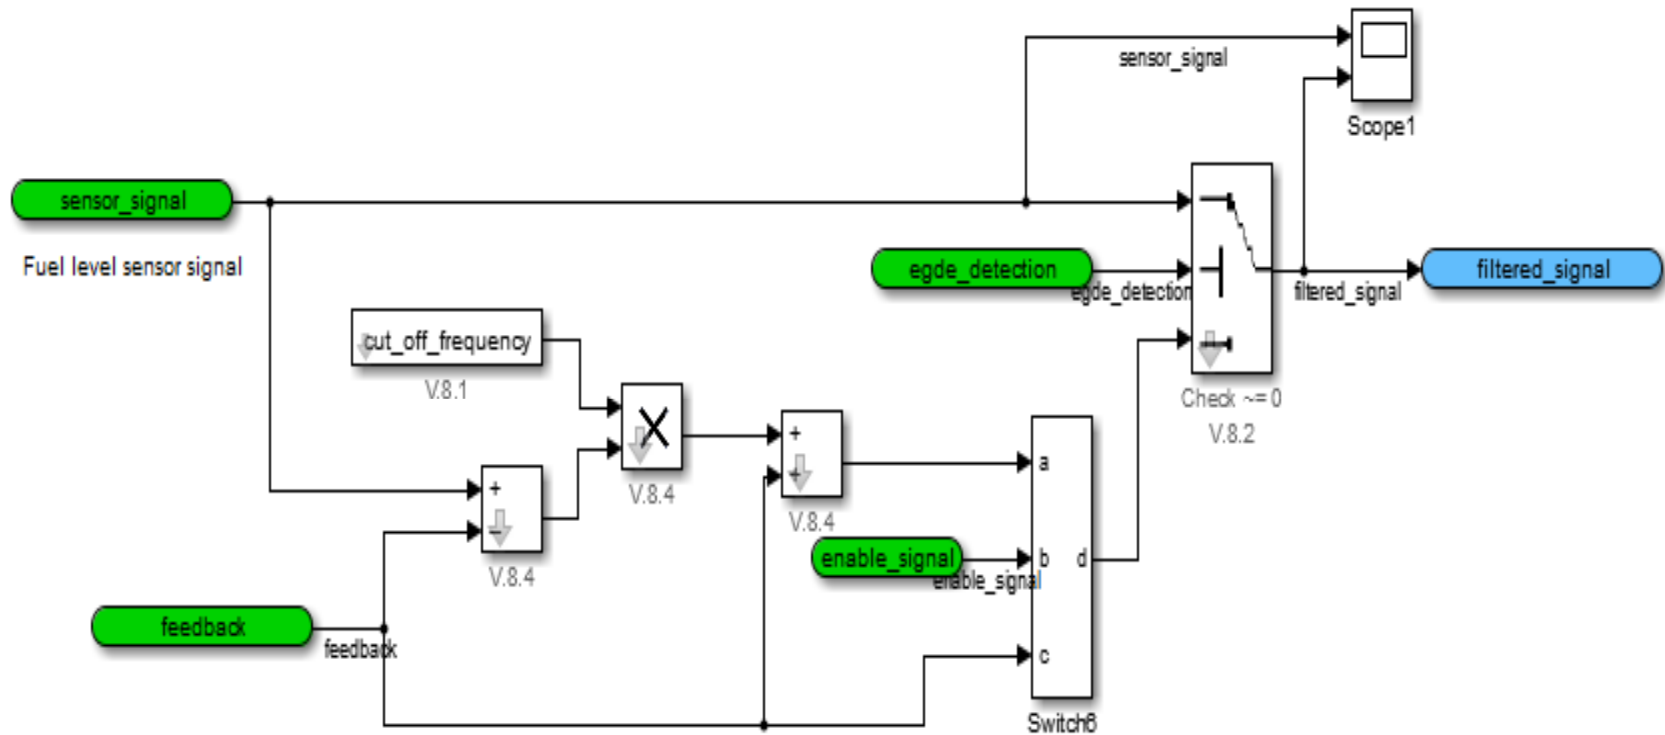 sensor_signal
Scope1
sensor_signal
Fuel level sensor signal
egde_detection
egde_detection
filtered_signal
filtered_signal
cut_off_frequency
V.8.1
Check ~= 0
V.8.2
X
V.8.4
+
+
V.8.4
+
-
V.8.4
a
enable_signal
enable_signal
b
d
c
Switch6
feedback
feedback